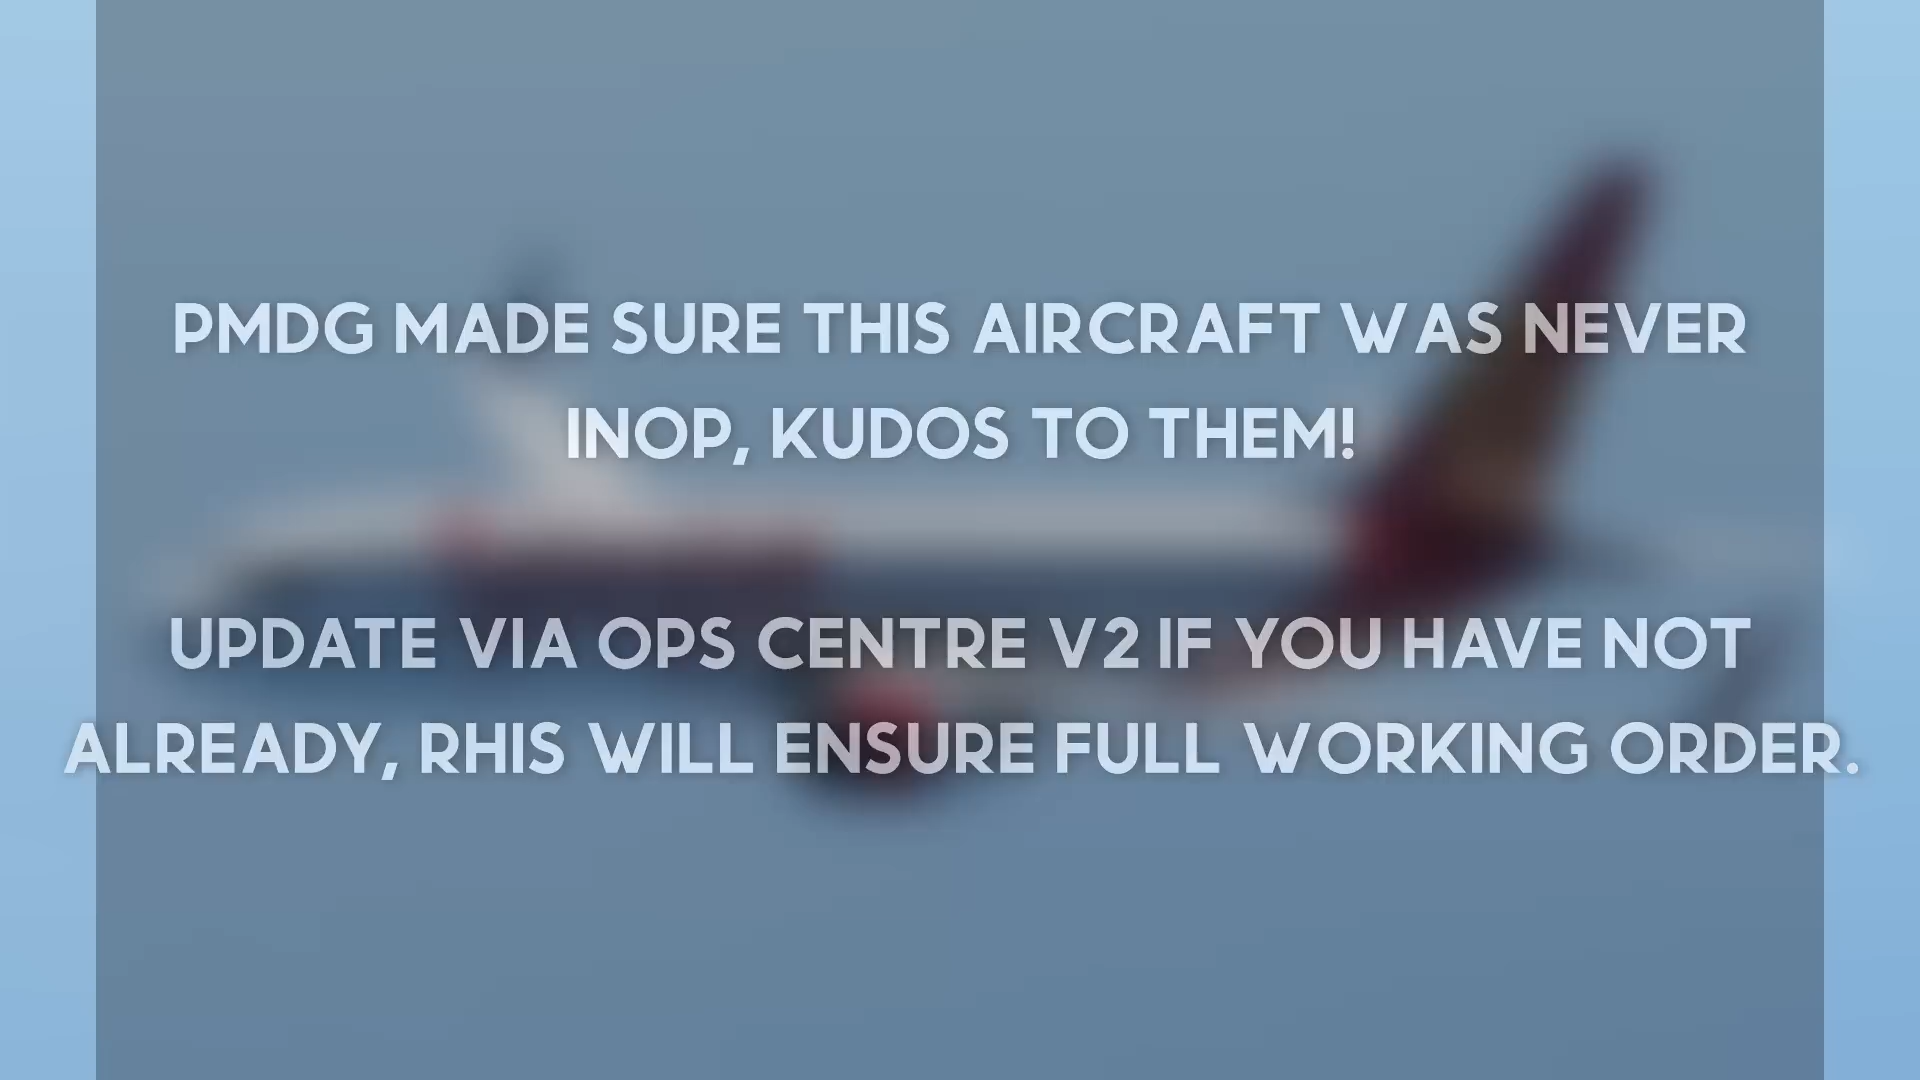 PMDG MADE SURE THIS AIRCRAFT WAS NEVER
INOP, KUDOS TO THEM!
UPDATE VIA OPS CENTRE V2 IF YOU HAVE NOT
ALREADY, RHIS WILL ENSURE FULL WORKING ORDER.